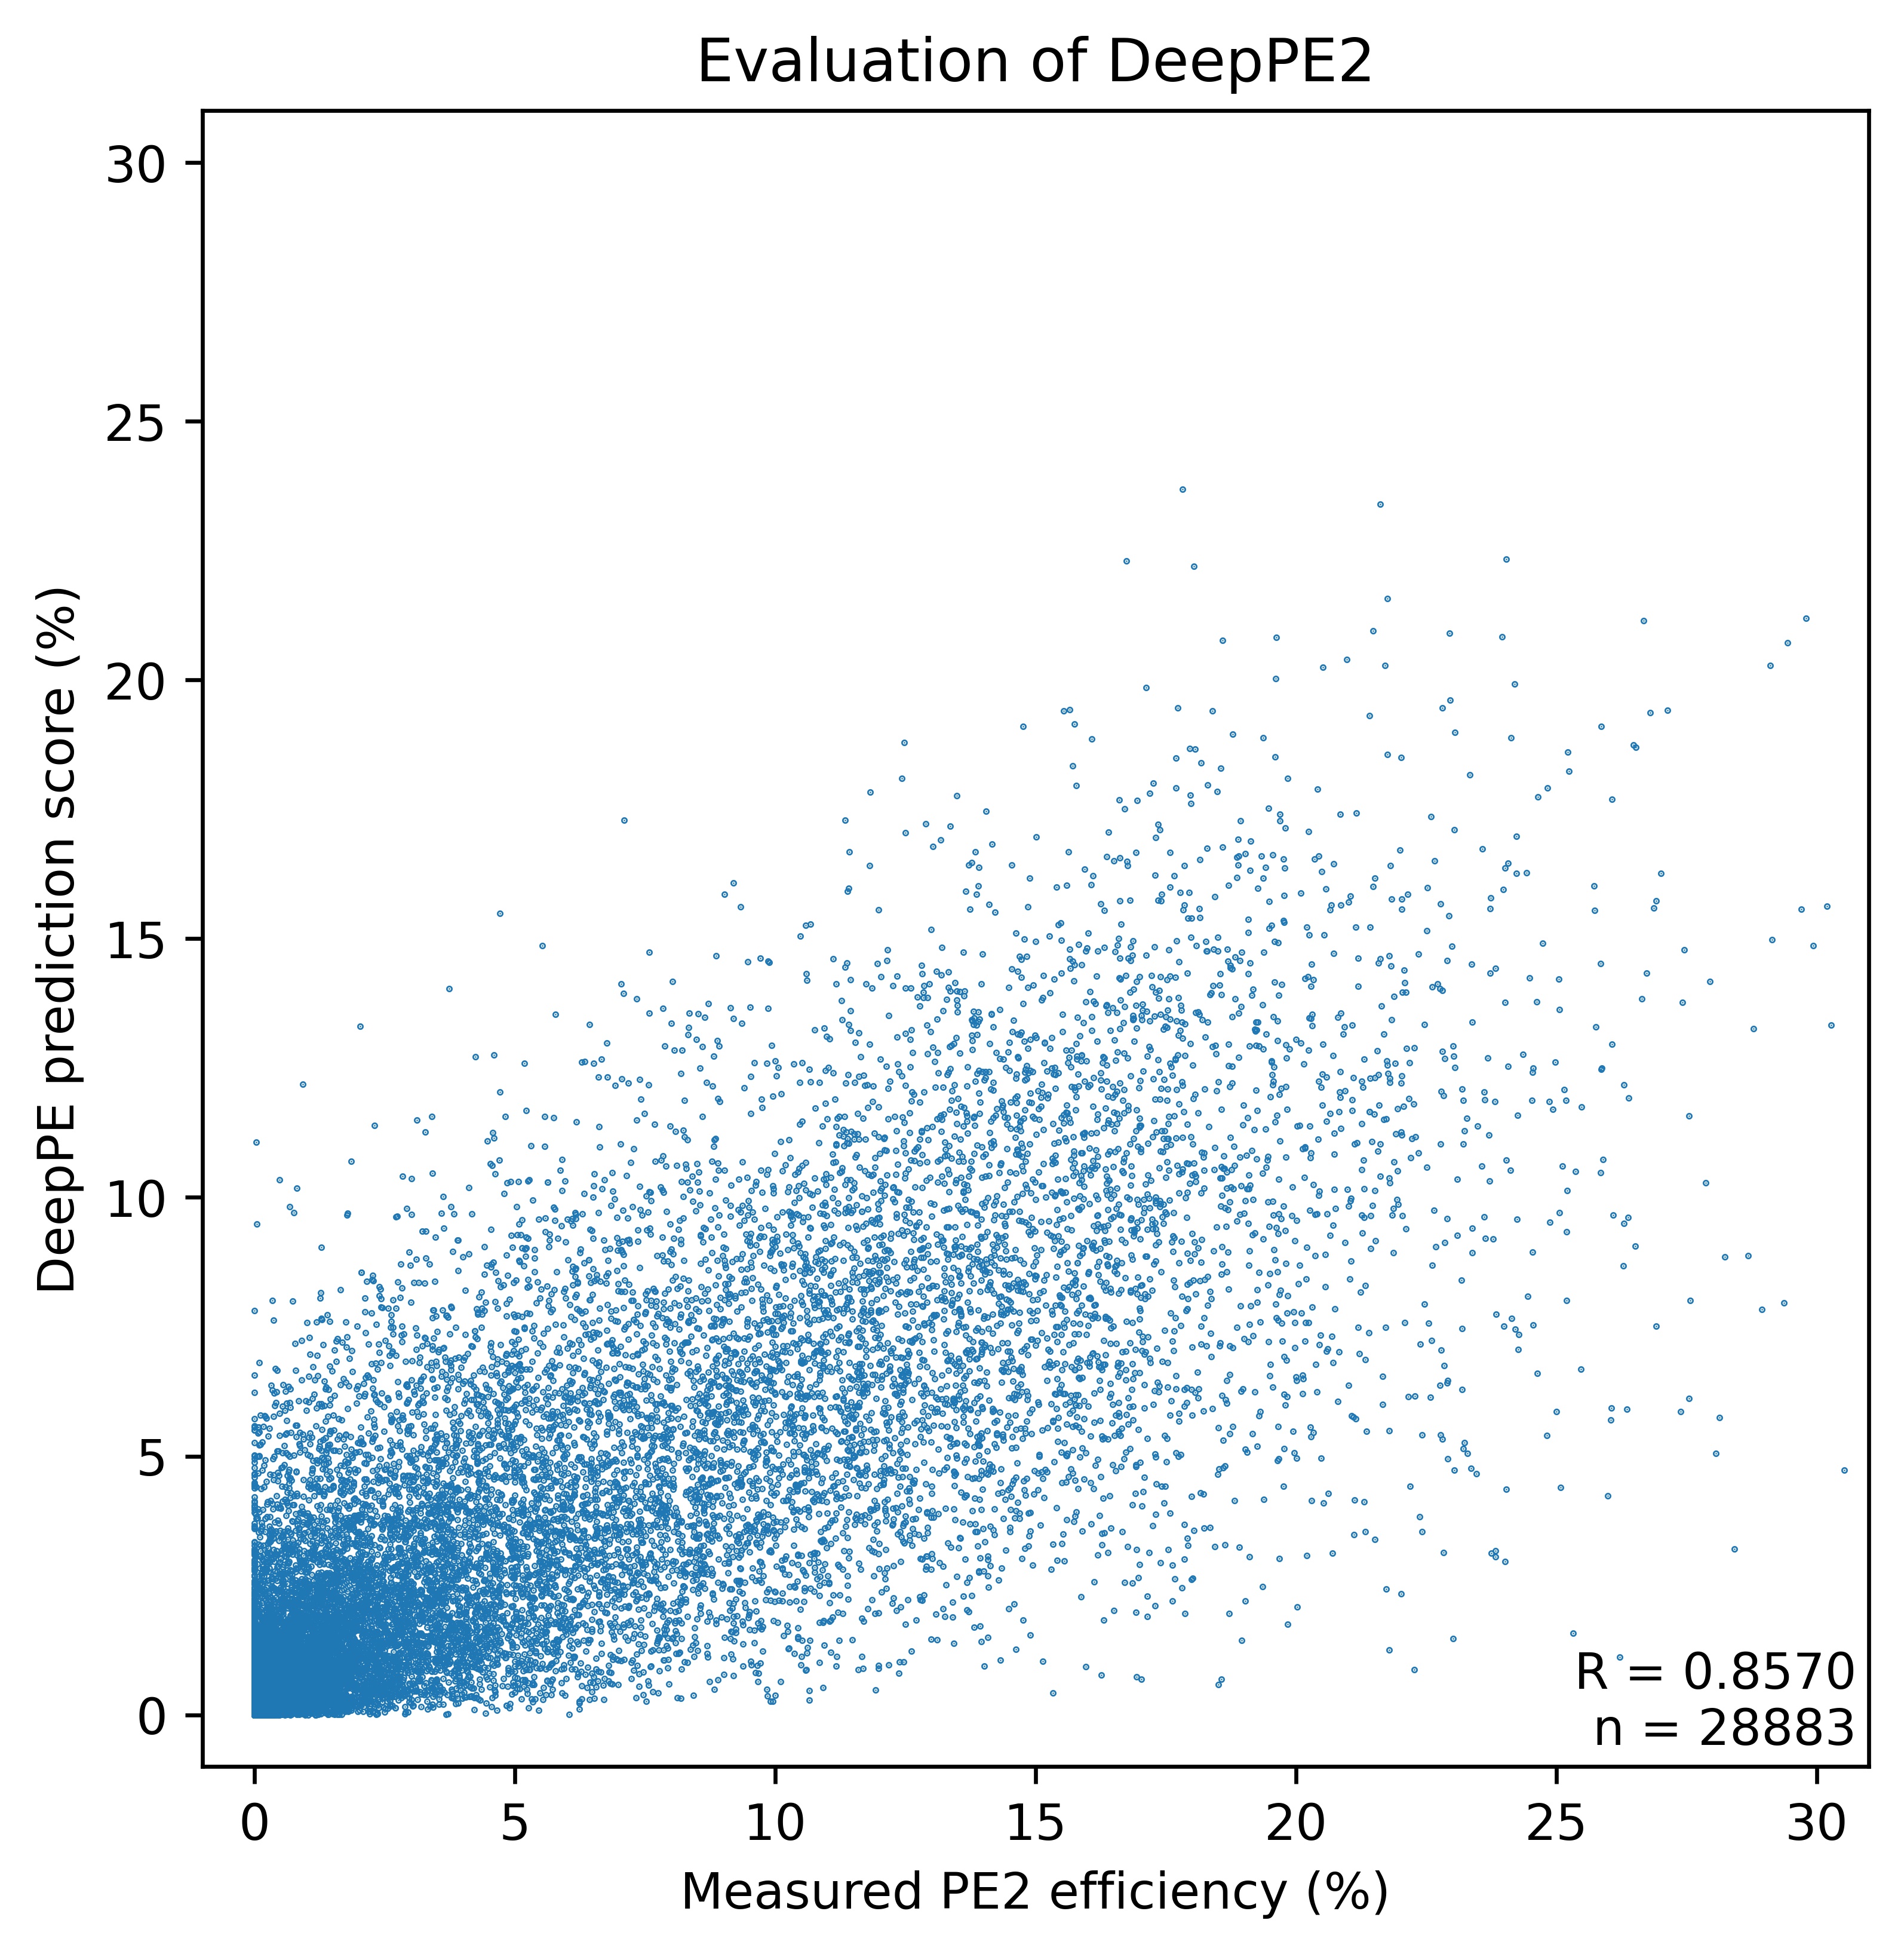 Evaluation of DeepPE2
DeepPE prediction score (%)
30
25
20
15
10
5
0
R = 0.8570
n = 28883
0 5 10 15 20 25 30
Measured PE2 efficiency (%)